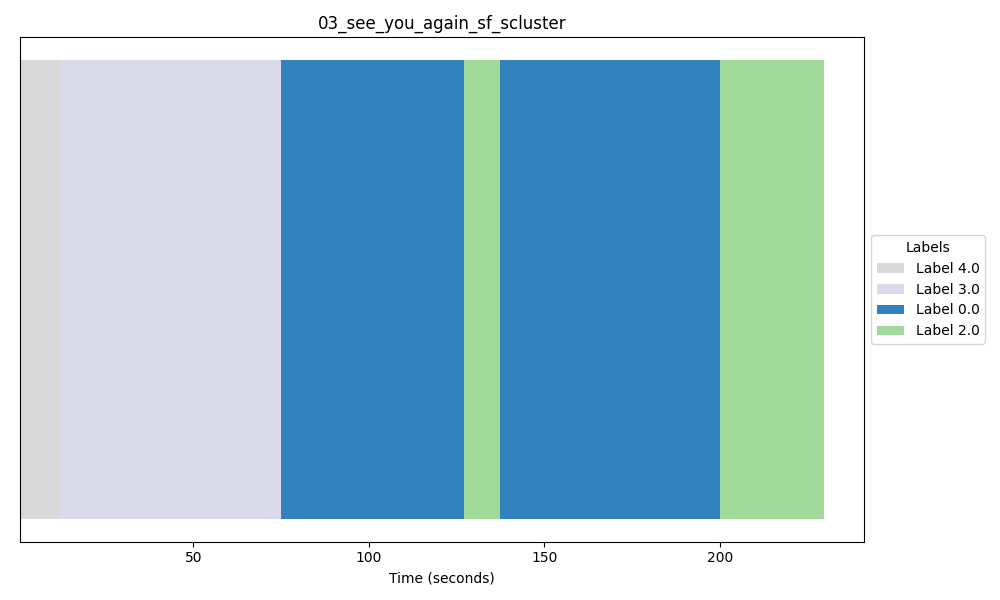 03_see_you_again_sf_scluster
Labels
Label 4.0
Label 3.0
Label 0.0
Label 2.0
50 100 150 200
Time (seconds)